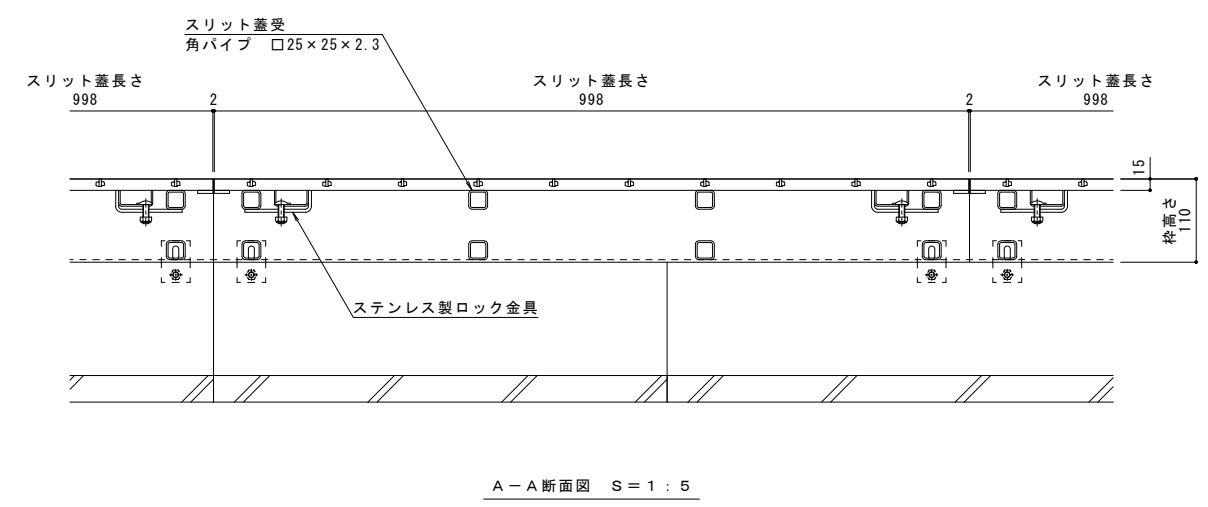 スリット蓋受
角パイプ □25×25×2.3
スリット蓋長さ
998
2
スリット蓋長さ
998
2
スリット蓋長さ
998
15
枠高さ
110
ステンレス製ロック金具
A-A断面図 S=1:5